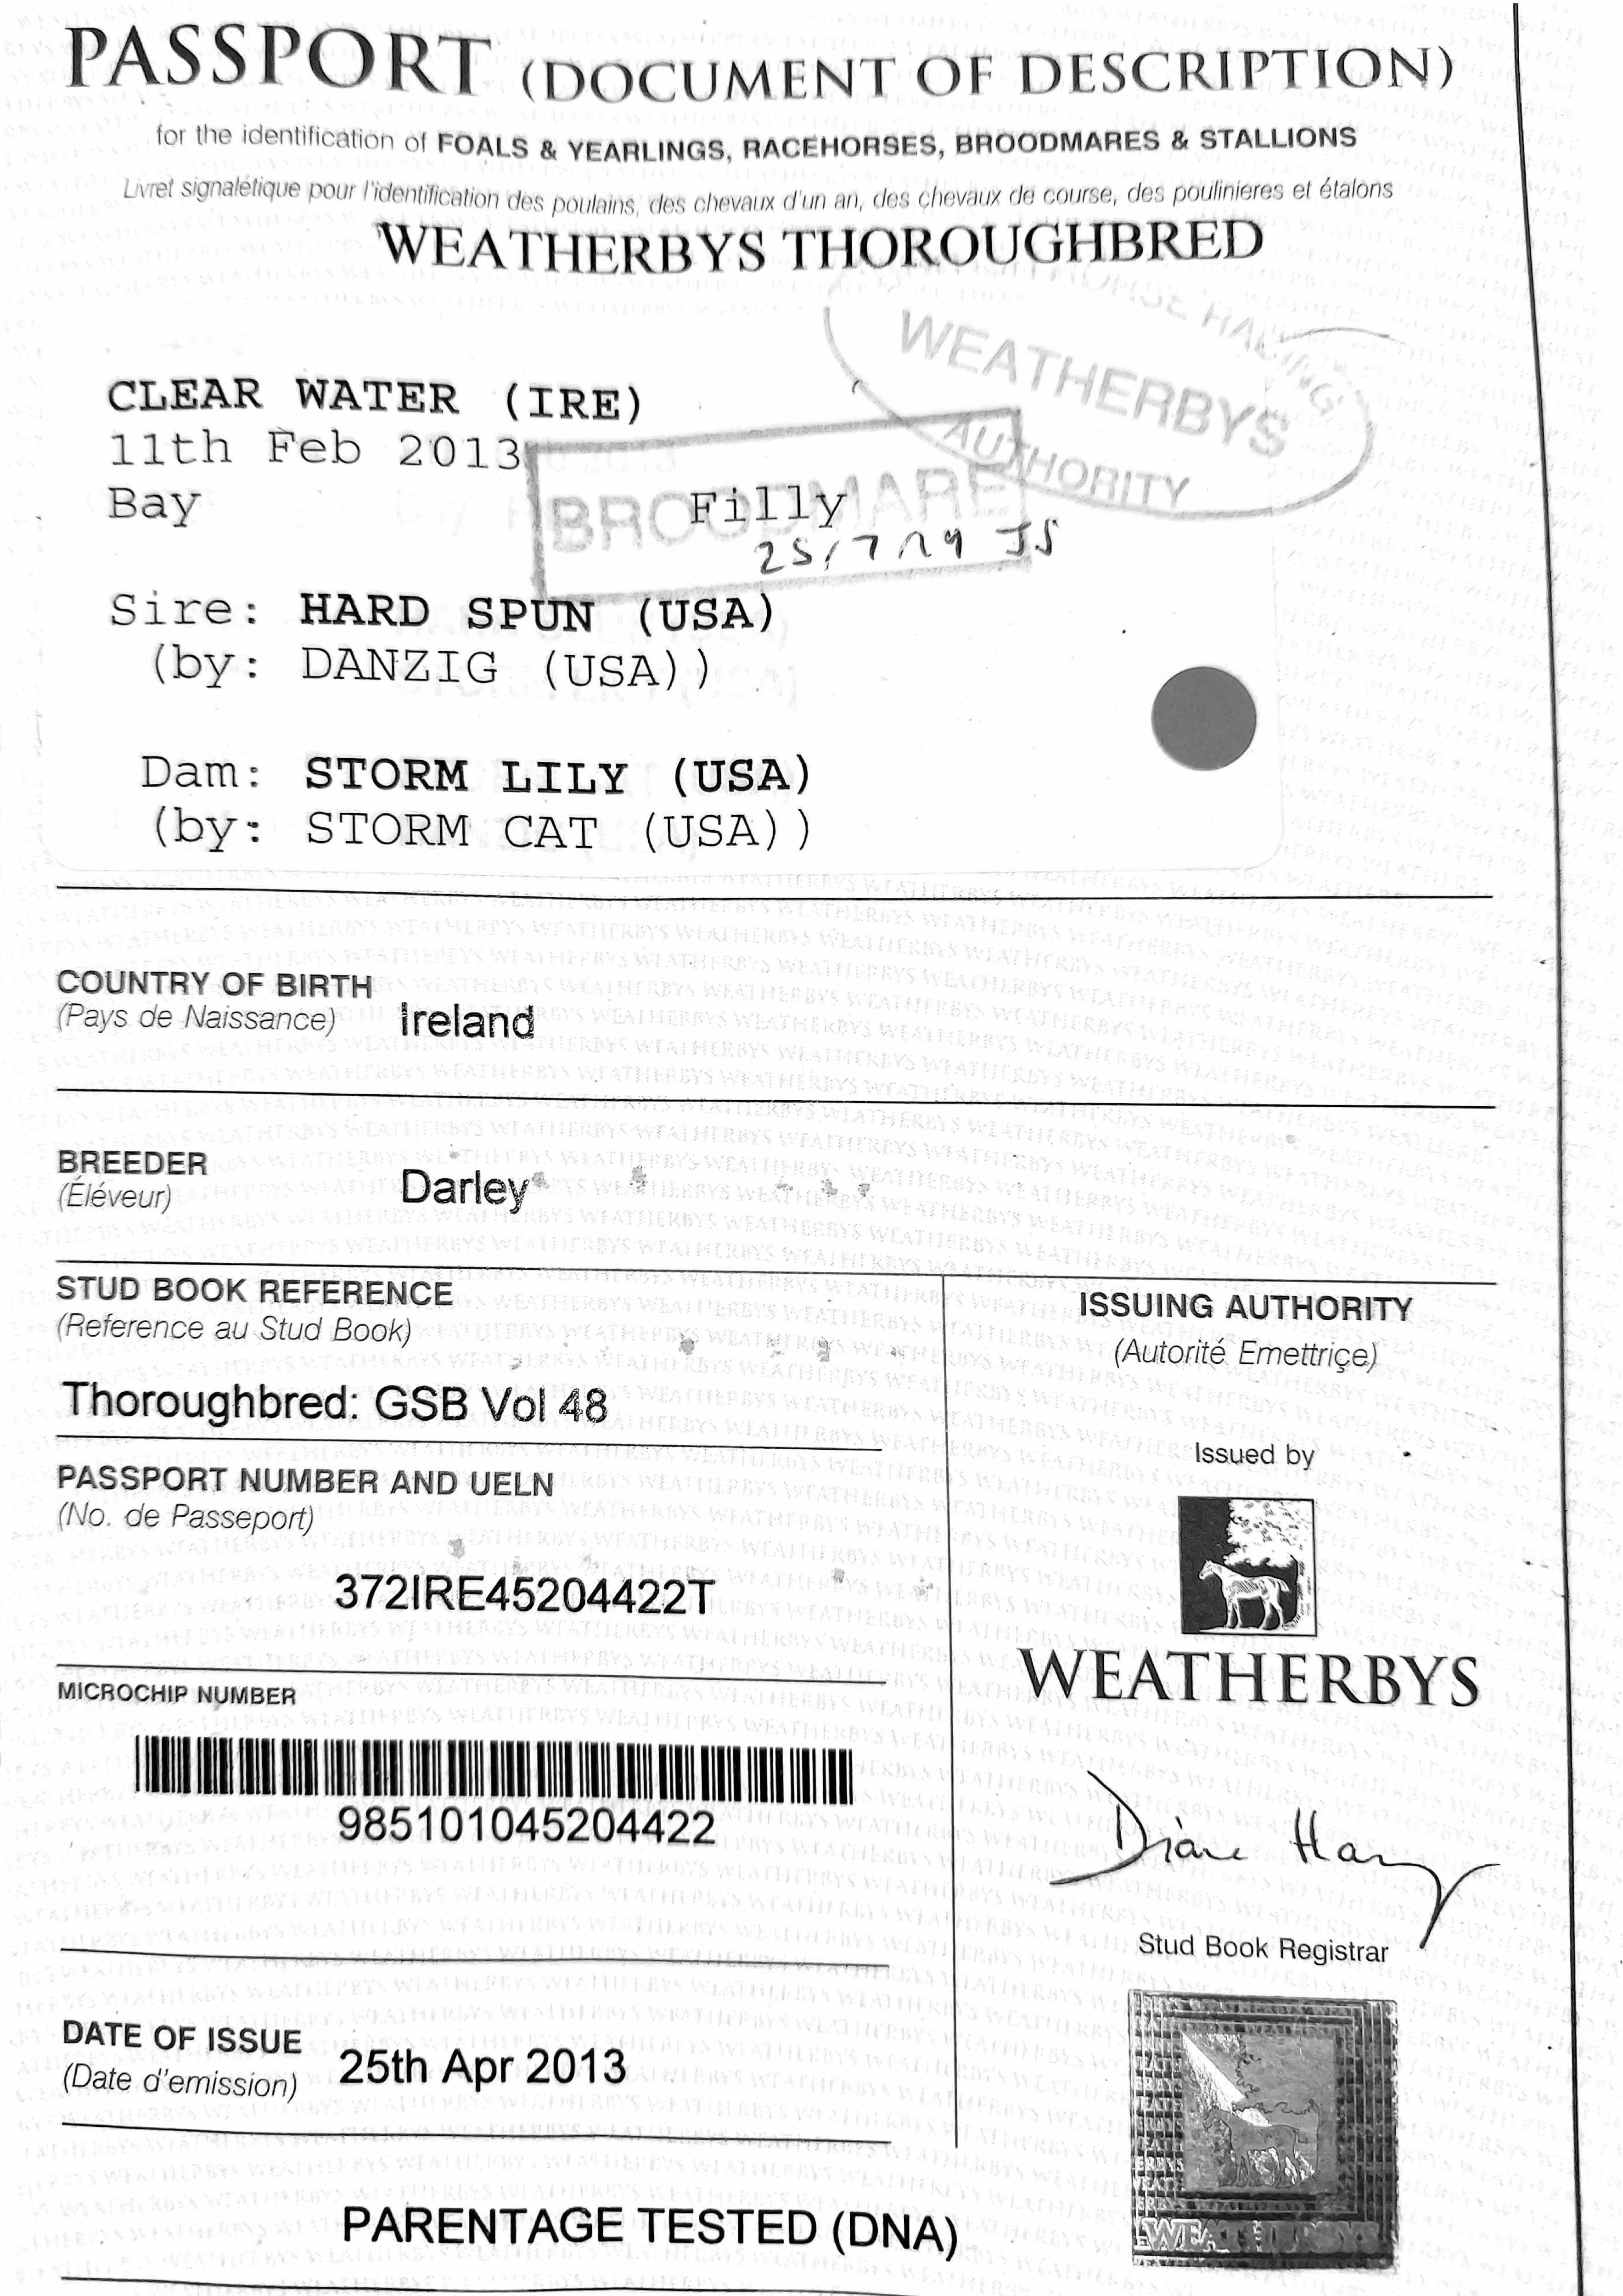 PASSPORT (DOCUMENT OF DESCRIPTION)
for the identification of FOALS & YEARLINGS, RACEHORSES, BROODMARES & STALLIONS
Livret signalétique pour l'identification des poulains, des chevaux d'un an, des chevaux de course, des poulinieres et étalons
WEATHERBYS THOROUGHBRED
HORSE RACING
WEATHERBYS
AUTHORITY
CLEAR WATER (IRE)
11th Feb 2013
Bay Filly
BROODMARE
25/7/19 JS
Sire: HARD SPUN (USA)
(by: DANZIG (USA))
Dam: STORM LILY (USA)
(by: STORM CAT (USA))
COUNTRY OF BIRTH
(Pays de Naissance) Ireland
BREEDER
(Éléveur) Darley
STUD BOOK REFERENCE
(Reference au Stud Book)
Thoroughbred: GSB Vol 48
PASSPORT NUMBER AND UELN
(No. de Passeport)
372IRE45204422T
MICROCHIP NUMBER
985101045204422
DATE OF ISSUE
(Date d'emission) 25th Apr 2013
PARENTAGE TESTED (DNA)
ISSUING AUTHORITY
(Autorité Emettriçe)
Issued by
WEATHERBYS
Stud Book Registrar